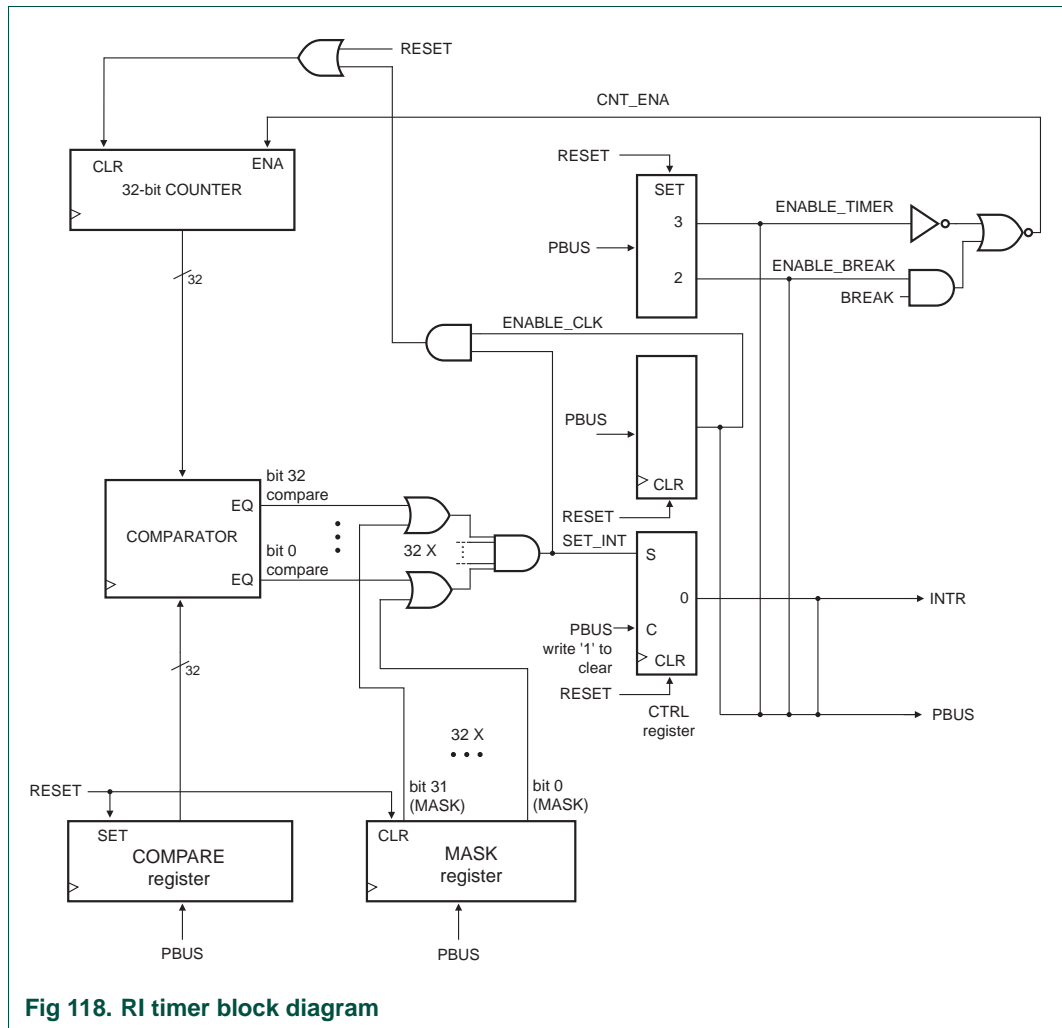 RESET
CNT_ENA
CLR
ENA
32-bit COUNTER
RESET
SET
3
ENABLE_TIMER
PBUS
2
ENABLE_BREAK
BREAK
32
ENABLE_CLK
PBUS
CLR
RESET
bit 32
compare
EQ
COMPARATOR
32 X
bit 0
compare
EQ
SET_INT
S
0
INTR
PBUS
write '1' to
clear
C
CLR
RESET
CTRL
register
PBUS
32
32 X
RESET
bit 31
(MASK)
bit 0
(MASK)
SET
COMPARE
register
CLR
MASK
register
PBUS
PBUS
Fig 118. RI timer block diagram